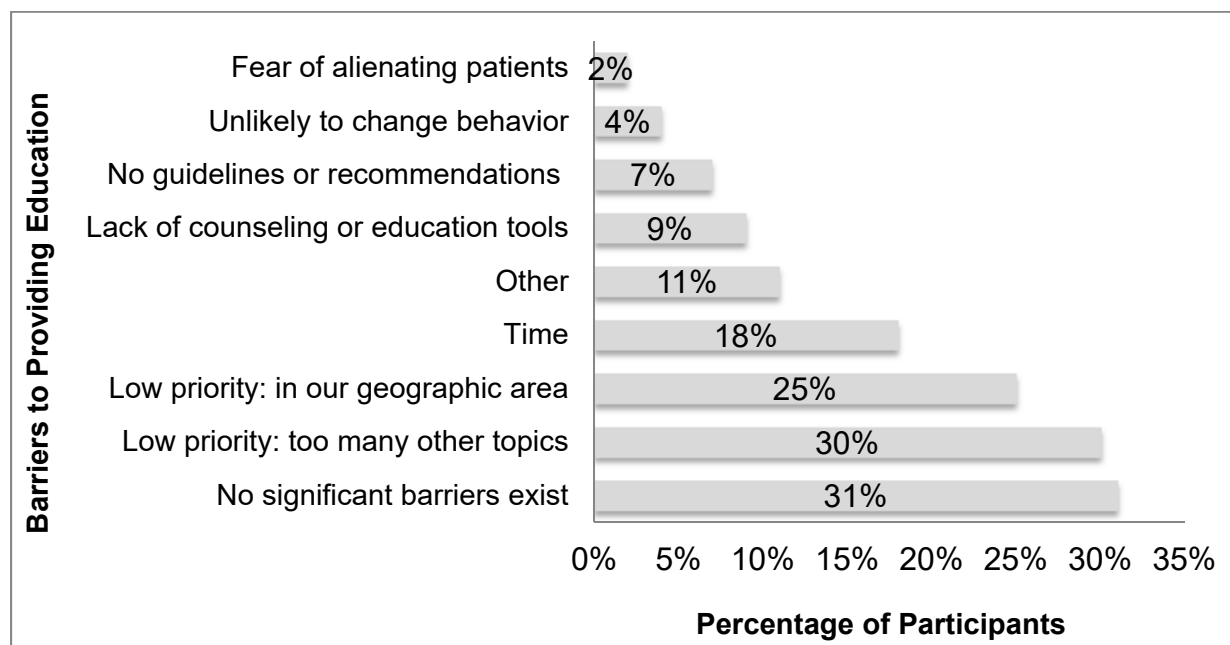 Barriers to Providing Education
Fear of alienating patients 2%
Unlikely to change behavior 4%
No guidelines or recommendations 7%
Lack of counseling or education tools 9%
Other 11%
Time 18%
Low priority: in our geographic area 25%
Low priority: too many other topics 30%
No significant barriers exist 31%
0% 5% 10% 15% 20% 25% 30% 35%
Percentage of Participants